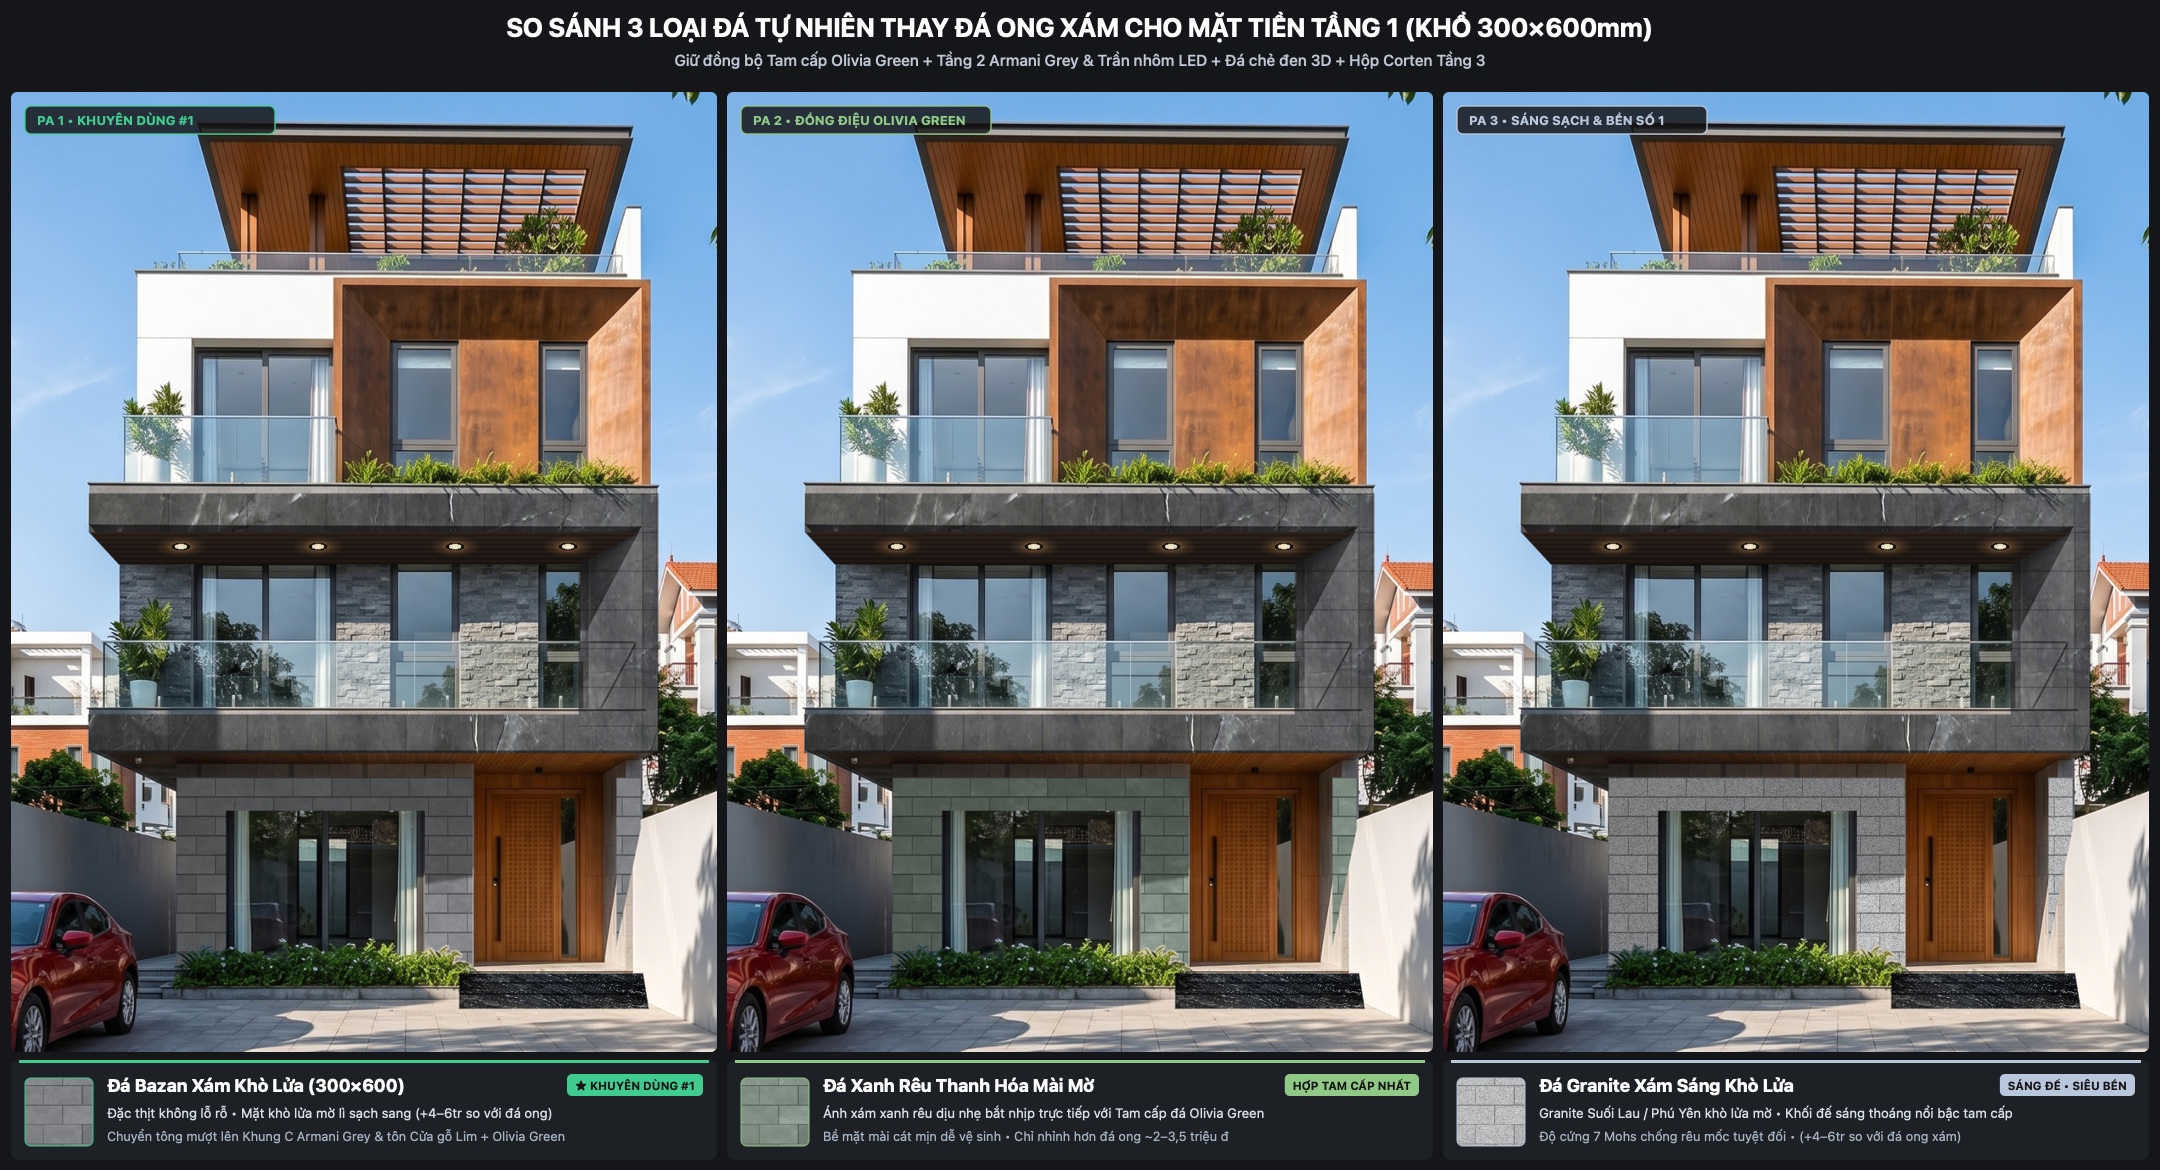 SO SÁNH 3 LOẠI ĐÁ TỰ NHIÊN THAY ĐÁ ONG XÁM CHO MẶT TIỀN TẦNG 1 (KHỔ 300×600mm)
Giữ đồng bộ Tam cấp Olivia Green + Tầng 2 Armani Grey & Trần nhôm LED + Đá chẻ đen 3D + Hộp Corten Tầng 3
PA 1 • KHUYÊN DÙNG #1
PA 2 • ĐỒNG ĐIỆU OLIVIA GREEN
PA 3 • SÁNG SẠCH & BỀN SỐ 1
Đá Bazan Xám Khò Lửa (300×600)
★ KHUYÊN DÙNG #1
Đặc thịt không lỗ rỗ • Mặt khò lửa mờ lì sạch sang (+4–6tr so với đá ong)
Chuyển tông mượt lên Khung C Armani Grey & tôn Cửa gỗ Lim + Olivia Green
Đá Xanh Rêu Thanh Hóa Mài Mờ
HỢP TAM CẤP NHẤT
Ánh xám xanh rêu dịu nhẹ bắt nhịp trực tiếp với Tam cấp đá Olivia Green
Bề mặt mài cát mịn dễ vệ sinh • Chỉ nhỉnh hơn đá ong ~2–3,5 triệu đ
Đá Granite Xám Sáng Khò Lửa
SÁNG ĐẾ • SIÊU BỀN
Granite Suối Lau / Phú Yên khò lửa mờ • Khối đế sáng thoáng nổi bậc tam cấp
Độ cứng 7 Mohs chống rêu mốc tuyệt đối • (+4–6tr so với đá ong xám)